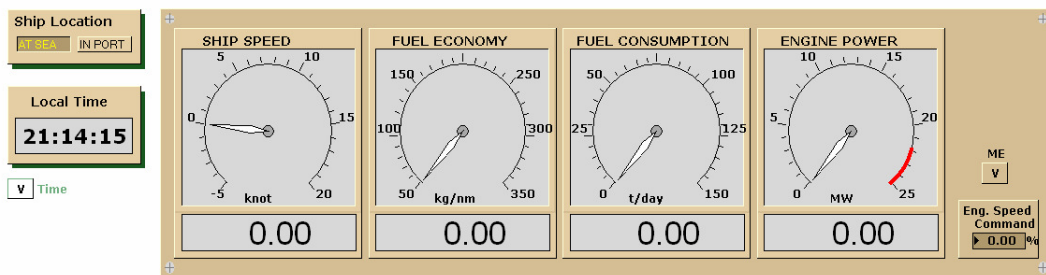 Ship Location
AT SEA IN PORT
Local Time
21:14:15
V Time
SHIP SPEED
5 10
0 15
-5 20
knot
0.00
FUEL ECONOMY
150 250
100 300
50 350
kg/nm
0.00
FUEL CONSUMPTION
50 100
25 125
0 150
t/day
0.00
ENGINE POWER
10 15
5 20
0 25
MW
0.00
ME
V
Eng. Speed
Command
0.00 %